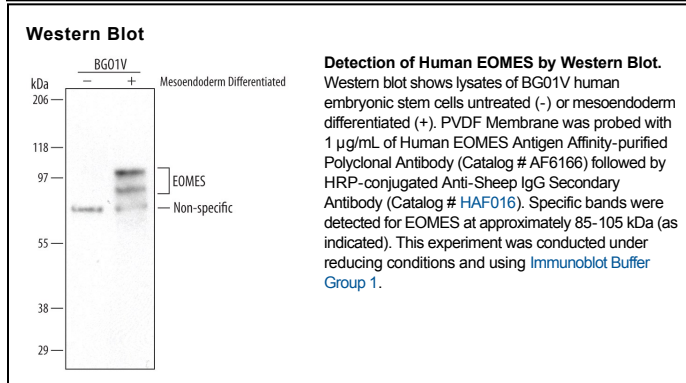 Western Blot
BG01V
kDa
−
+
Mesoendoderm Differentiated
206
118
97
EOMES
Non-specific
55
38
29
Detection of Human EOMES by Western Blot.
Western blot shows lysates of BG01V human
embryonic stem cells untreated (-) or mesoendoderm
differentiated (+). PVDF Membrane was probed with
1 µg/mL of Human EOMES Antigen Affinity-purified
Polyclonal Antibody (Catalog # AF6166) followed by
HRP-conjugated Anti-Sheep IgG Secondary
Antibody (Catalog # HAF016). Specific bands were
detected for EOMES at approximately 85-105 kDa (as
indicated). This experiment was conducted under
reducing conditions and using Immunoblot Buffer
Group 1.